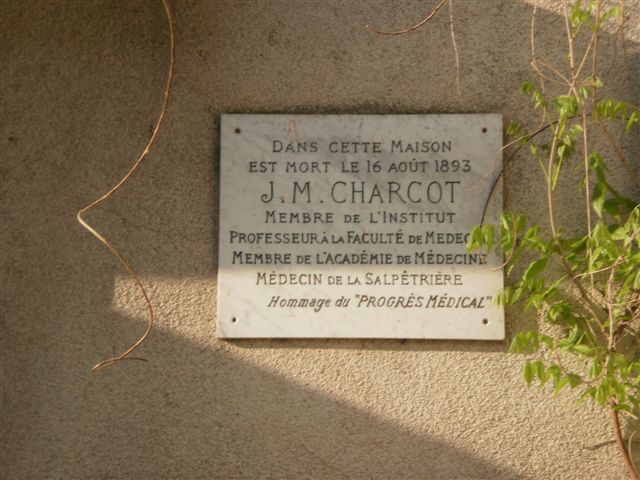 DANS CETTE MAISON
EST MORT LE 16 AOÛT 1893
J.M. CHARCOT
MEMBRE DE L'INSTITUT
PROFESSEUR À LA FACULTÉ DE MEDEC
MEMBRE DE L'ACADÉMIE DE MÉDECINE
MÉDECIN DE LA SALPÊTRIÈRE
Hommage du "PROGRÈS MÉDICAL"